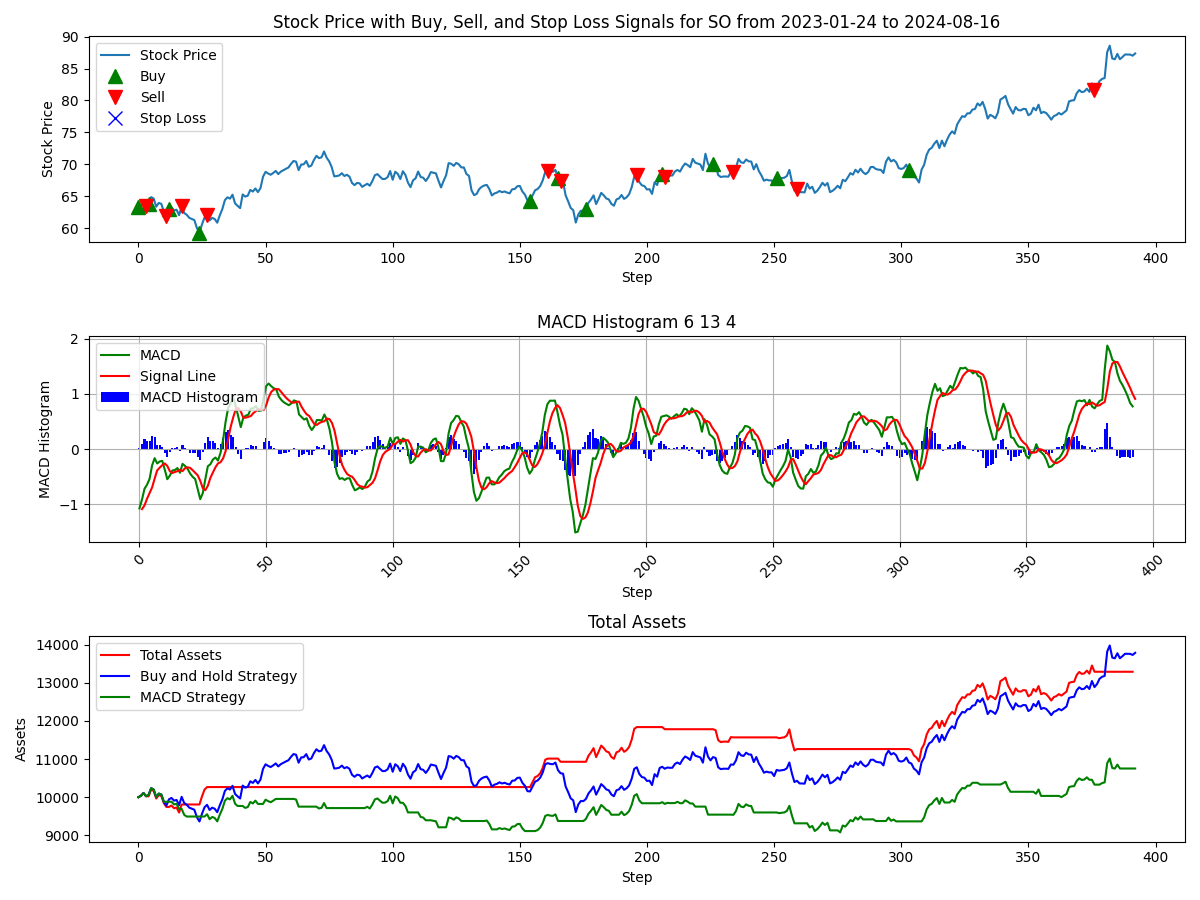 Stock Price with Buy, Sell, and Stop Loss Signals for SO from 2023-01-24 to 2024-08-16
90
85
80
75
70
65
60
Stock Price
Stock Price
Buy
Sell
Stop Loss
0 50 100 150 200 250 300 350 400
Step
MACD Histogram 6 13 4
2
1
0
−1
MACD Histogram
MACD
Signal Line
MACD Histogram
0 50 100 150 200 250 300 350 400
Step
Total Assets
14000
13000
12000
11000
10000
9000
Assets
Total Assets
Buy and Hold Strategy
MACD Strategy
0 50 100 150 200 250 300 350 400
Step